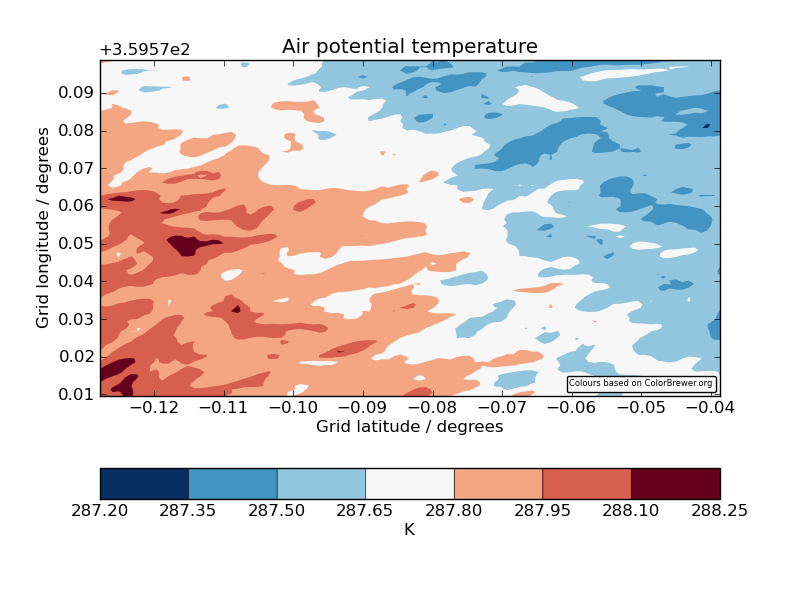 +3.5957e2
Air potential temperature
0.09
0.08
0.07
0.06
0.05
0.04
0.03
0.02
0.01
Grid longitude / degrees
Colours based on ColorBrewer.org
−0.12 −0.11 −0.10 −0.09 −0.08 −0.07 −0.06 −0.05 −0.04
Grid latitude / degrees
287.20 287.35 287.50 287.65 287.80 287.95 288.10 288.25
K